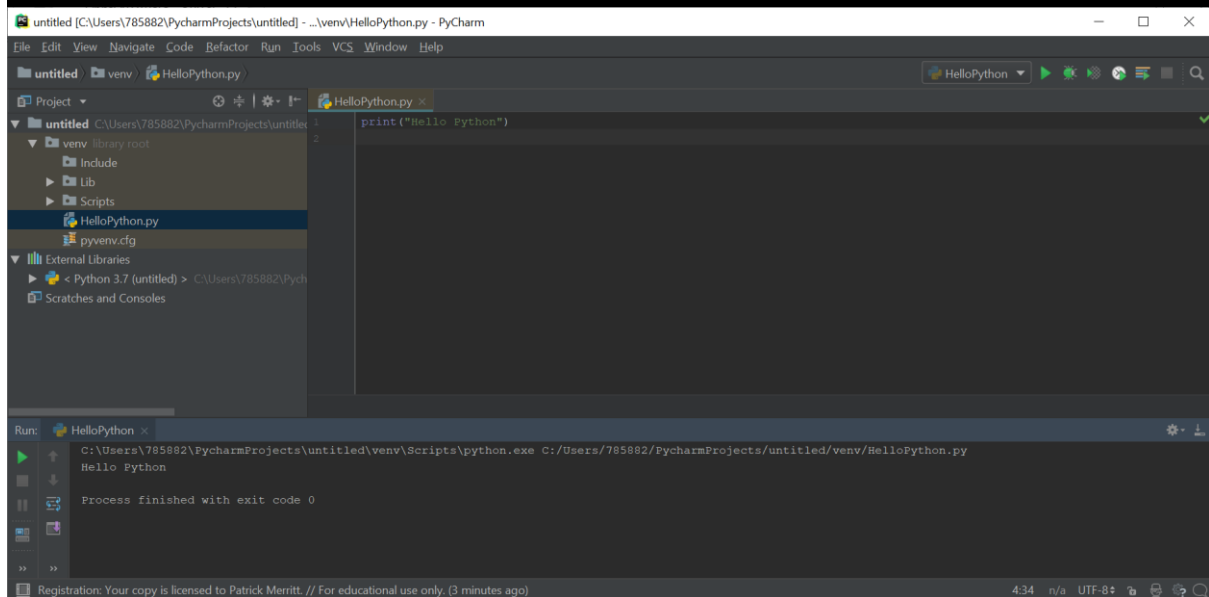 untitled [C:\Users\785882\PycharmProjects\untitled] - ...\venv\HelloPython.py - PyCharm
File Edit View Navigate Code Refactor Run Tools VCS Window Help
untitled venv HelloPython.py HelloPython
Project HelloPython.py
untitled C:\Users\785882\PycharmProjects\untitled 1 print("Hello Python")
venv library root 2
Include
Lib
Scripts
HelloPython.py
pyvenv.cfg
External Libraries
< Python 3.7 (untitled) > C:\Users\785882\Pych
Scratches and Consoles
Run: HelloPython
C:\Users\785882\PycharmProjects\untitled\venv\Scripts\python.exe C:/Users/785882/PycharmProjects/untitled/venv/HelloPython.py
Hello Python
Process finished with exit code 0
Registration: Your copy is licensed to Patrick Merritt. // For educational use only. (3 minutes ago) 4:34 n/a UTF-8